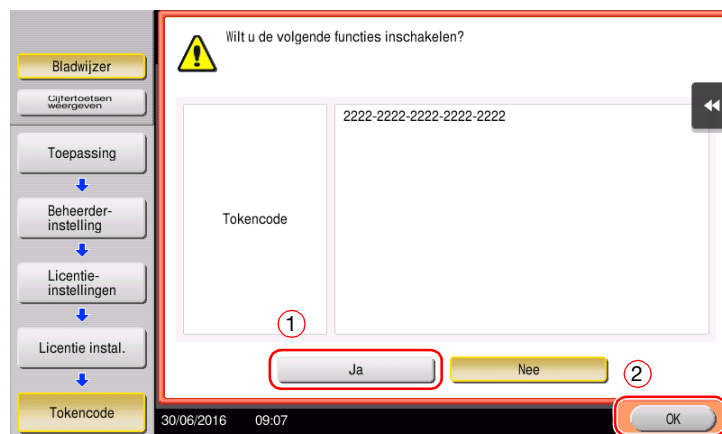 Wilt u de volgende functies inschakelen?
Bladwijzer
Cijfertoetsen
weergeven
Toepassing
Beheerder-
instelling
Licentie-
instellingen
Licentie instal.
Tokencode
Tokencode
2222-2222-2222-2222-2222
1
Ja
Nee
2
30/06/2016 09:07
OK